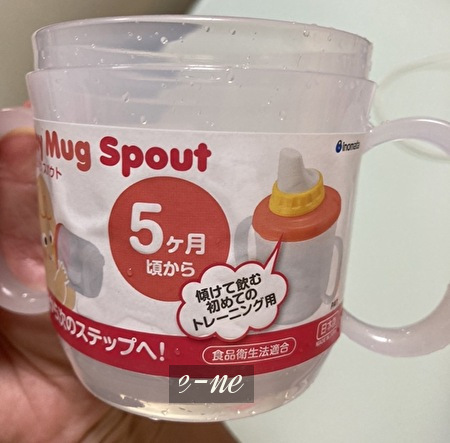 Mug Spout
inomata
5ヶ月
頃から
傾けて飲む
初めての
トレーニング用
次のステップへ!
食品衛生法適合
e-ne